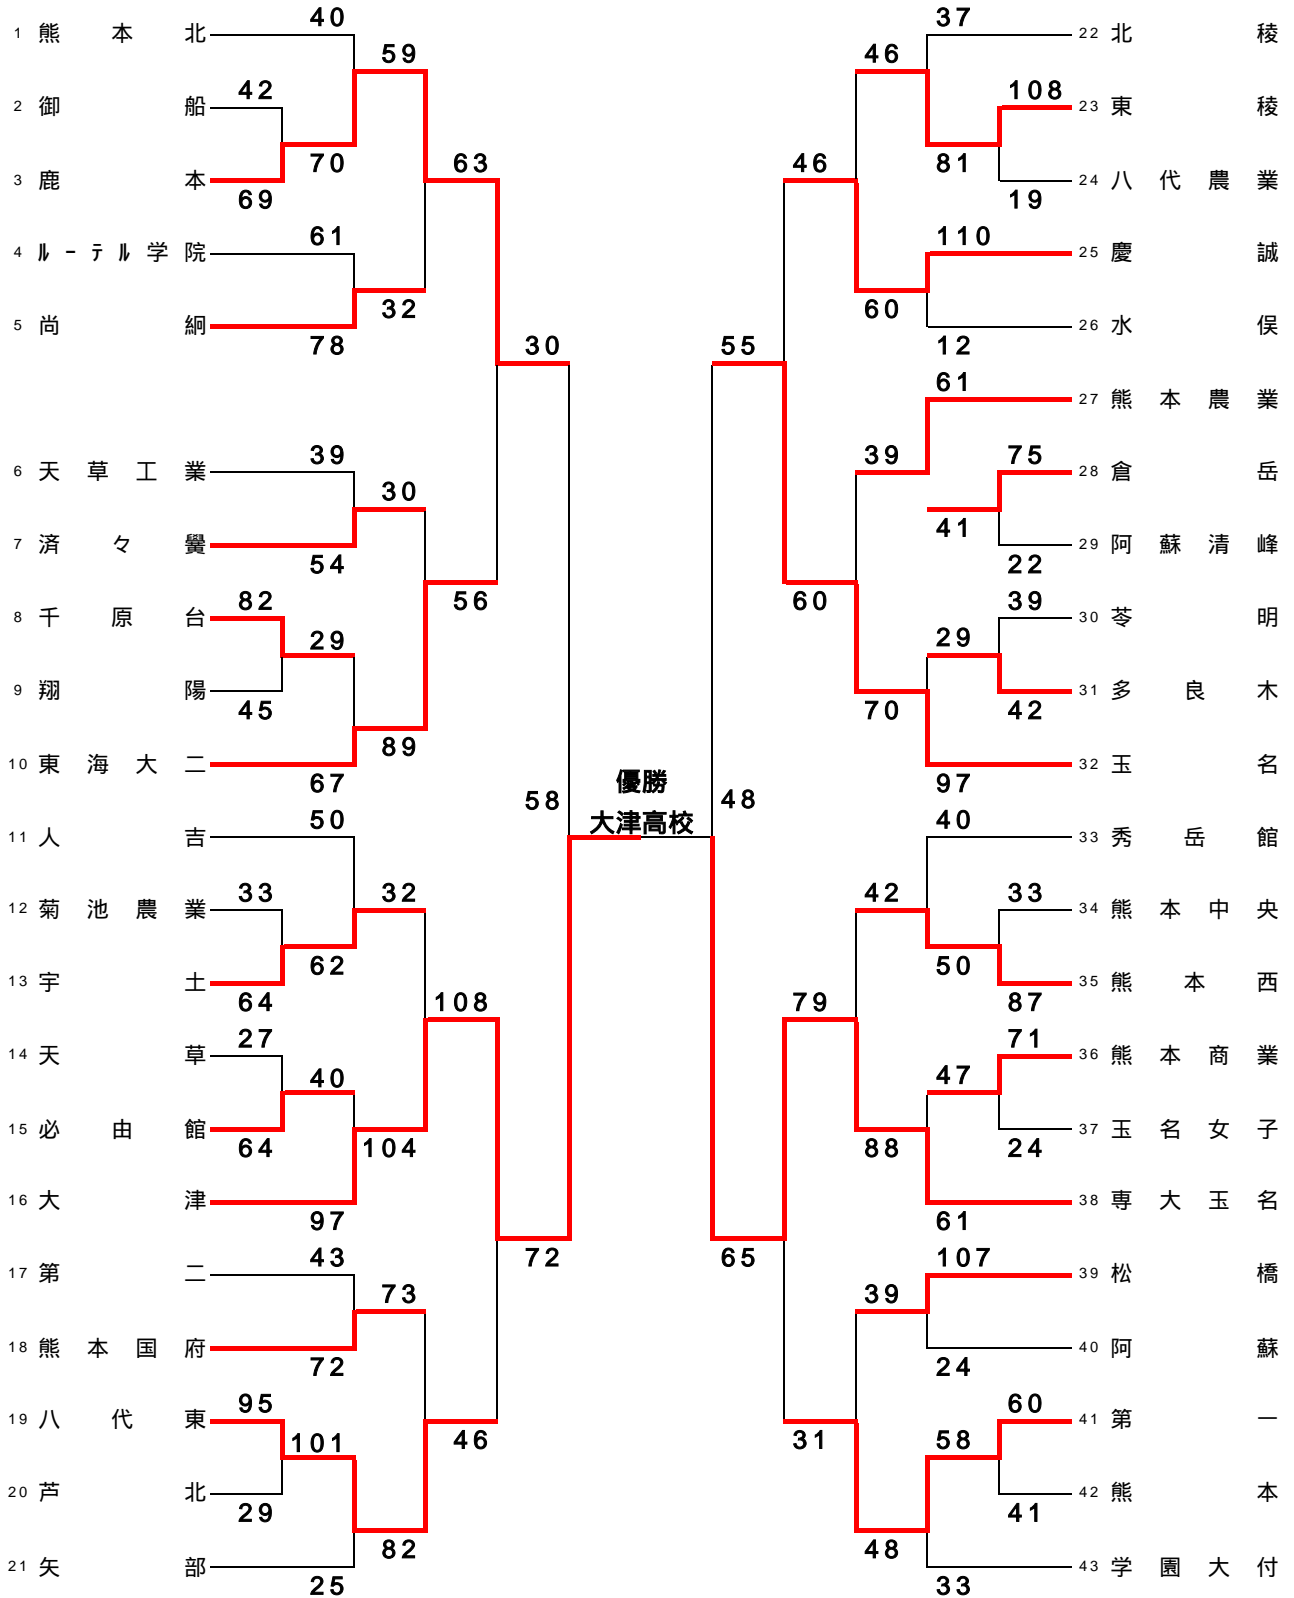 40 37
1 熊本北 22 北稜
59 46
42 108
2 御船 23 東稜
70 63 46 81
3 鹿本 24 八代農業
69 19
61 110
4 ルーテル学院 25 慶誠
32 60
5 尚絅 26 水俣
78 30 55 12
61
27 熊本農業
39 39 75
6 天草工業 28 倉岳
30 41
7 済々黌 29 阿蘇清峰
54 22
82 56 60 39
8 千原台 30 苓明
29 29
9 翔陽 31 多良木
45 70 42
89
10 東海大二 32 玉名
67 97
優勝
58 48
大津高校
50 40
11 人吉 33 秀岳館
33 32 42 33
12 菊池農業 34 熊本中央
62 50
13 宇土 35 熊本西
64 108 79 87
27 71
14 天草 36 熊本商業
40 47
15 必由館 37 玉名女子
64 104 88 24
16 大津 38 専大玉名
97 61
43 72 65 107
17 第二 39 松橋
73 39
18 熊本国府 40 阿蘇
72 24
95 60
19 八代東 41 第一
101 46 31 58
20 芦北 42 熊本
29 41
82 48
21 矢部 43 学園大付
25 33